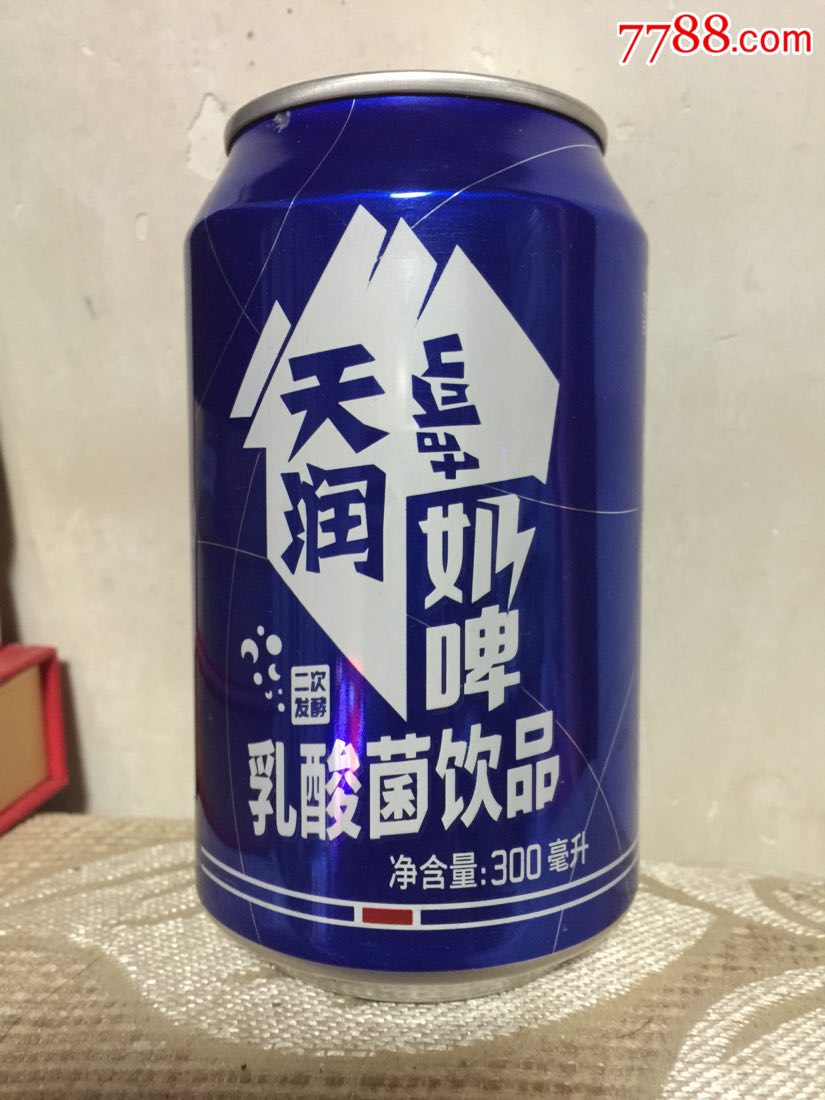 7788.com
天润
奶啤
二次
发酵
乳酸菌饮品
净含量:300毫升